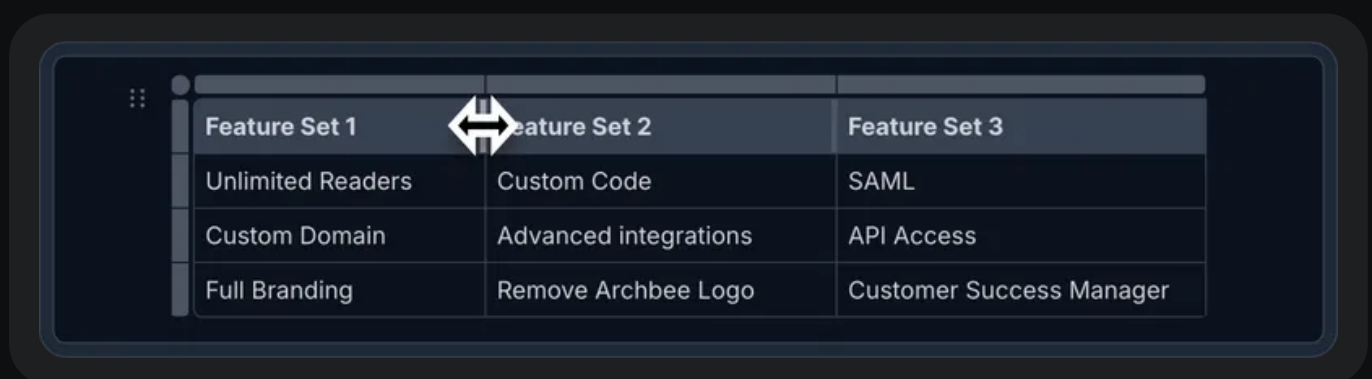 Feature Set 1 eature Set 2 Feature Set 3
Unlimited Readers Custom Code SAML
Custom Domain Advanced integrations API Access
Full Branding Remove Archbee Logo Customer Success Manager